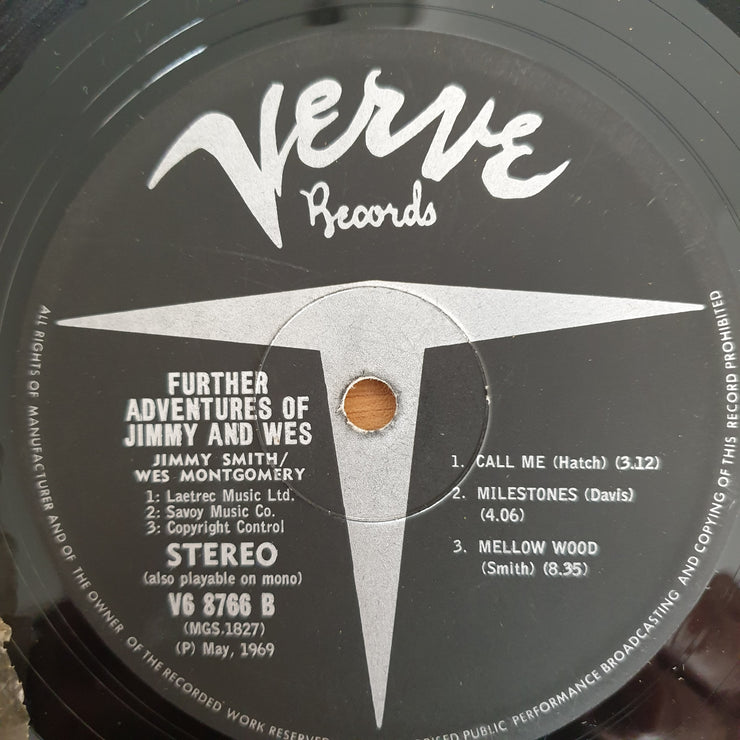 Verve
Records
FURTHER
ADVENTURES OF
JIMMY AND WES
JIMMY SMITH/
WES MONTGOMERY
1: Laetrec Music Ltd.
2: Savoy Music Co.
3: Copyright Control
STEREO
(also playable on mono)
V6 8766 B
(MGS.1827)
(P) May, 1969
1. CALL ME (Hatch) (3.12)
2. MILESTONES (Davis)
(4.06)
3. MELLOW WOOD
(Smith) (8.35)
ALL RIGHTS OF MANUFACTURER AND OF THE OWNER OF THE RECORDED WORK RESERVED PUBLIC PERFORMANCE BROADCASTING AND COPYING OF THIS RECORD PROHIBITED